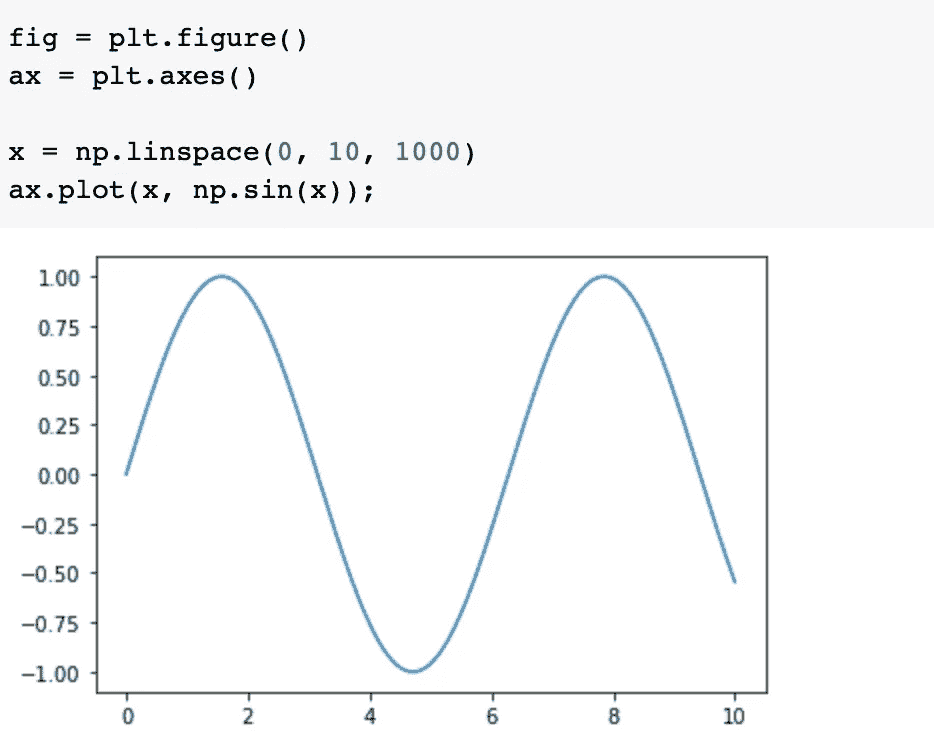 fig = plt.figure()
ax = plt.axes()
x = np.linspace(0, 10, 1000)
ax.plot(x, np.sin(x));
1.00
0.75
0.50
0.25
0.00
−0.25
−0.50
−0.75
−1.00
0 2 4 6 8 10